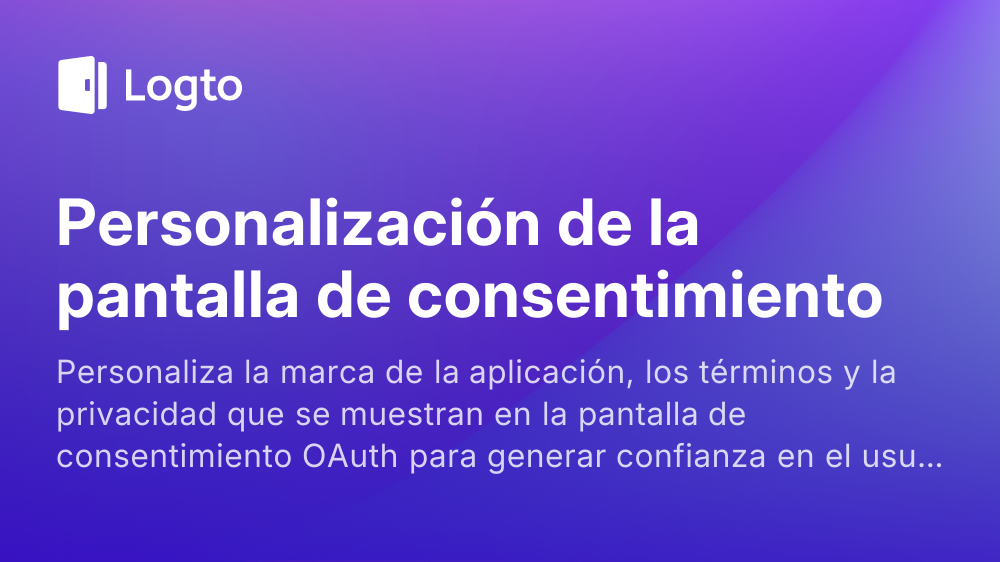 Logto
Personalización de la
pantalla de consentimiento
Personaliza la marca de la aplicación, los términos y la
privacidad que se muestran en la pantalla de
consentimiento OAuth para generar confianza en el usu...